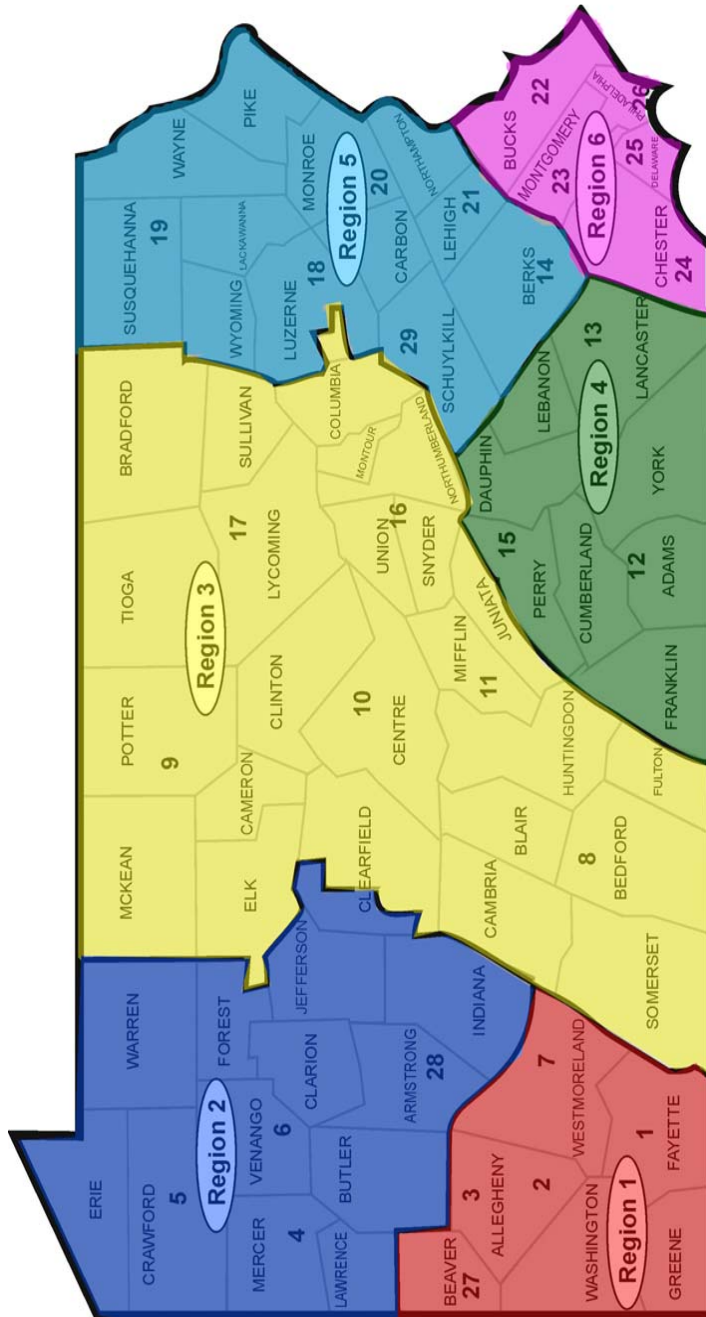 ERIE
CRAWFORD
5
WARREN
Region 2
MERCER
4
VENANGO
6
FOREST
LAWRENCE
BUTLER
CLARION
JEFFERSON
ARMSTRONG
28
INDIANA
BEAVER
27
3
ALLEGHENY
2
7
WESTMORELAND
WASHINGTON
Region 1
1
FAYETTE
GREENE
MCKEAN
POTTER
9
TIOGA
BRADFORD
Region 3
ELK
CAMERON
17
LYCOMING
SULLIVAN
CLINTON
CLEARFIELD
10
CENTRE
UNION
16
SNYDER
MONTOUR
COLUMBIA
NORTHUMBERLAND
CAMBRIA
BLAIR
HUNTINGDON
MIFFLIN
11
JUNIATA
SOMERSET
8
BEDFORD
FULTON
SUSQUEHANNA
19
WAYNE
WYOMING
LACKAWANNA
PIKE
LUZERNE
18
MONROE
Region 5
20
CARBON
NORTHAMPTON
29
SCHUYLKILL
LEHIGH
21
BERKS
14
DAUPHIN
15
PERRY
LEBANON
Region 4
13
CUMBERLAND
LANCASTER
12
ADAMS
YORK
FRANKLIN
BUCKS
22
MONTGOMERY
23
PHILADELPHIA
26
Region 6
25
DELAWARE
CHESTER
24